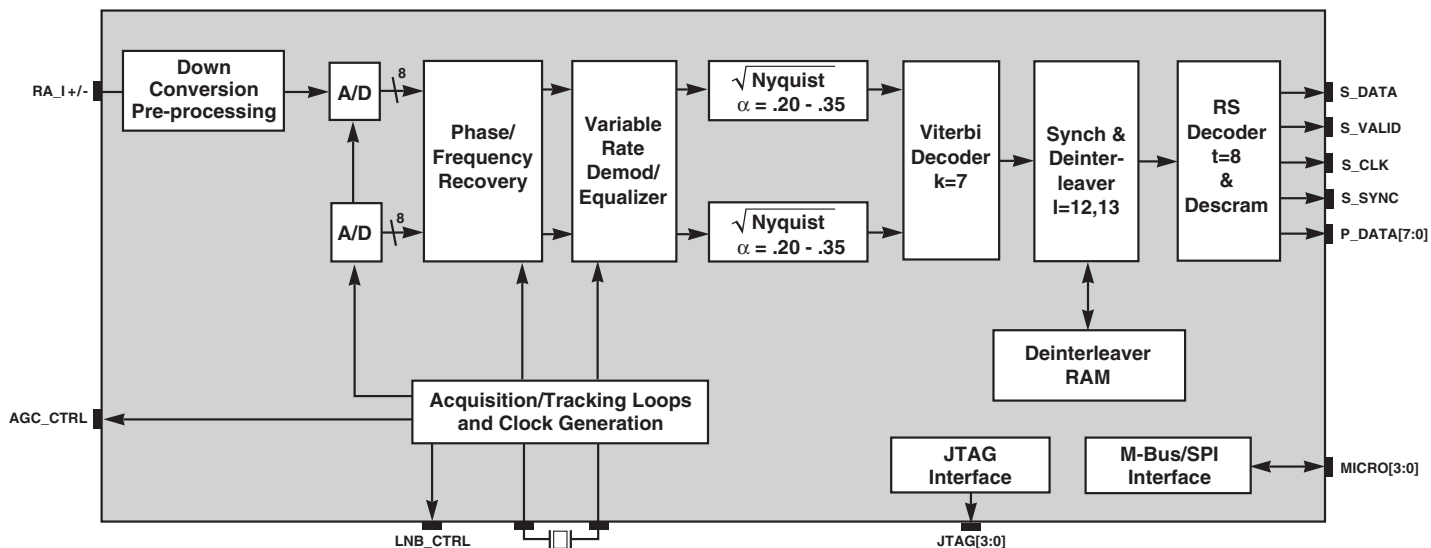 RA_I +/-
Down
Conversion
Pre-processing
A/D
8
A/D
8
Phase/
Frequency
Recovery
Variable
Rate
Demod/
Equalizer
√Nyquist
α = .20 - .35
√Nyquist
α = .20 - .35
Viterbi
Decoder
k=7
Synch &
Deinter-
leaver
I=12,13
RS
Decoder
t=8
&
Descram
S_DATA
S_VALID
S_CLK
S_SYNC
P_DATA[7:0]
Deinterleaver
RAM
Acquisition/Tracking Loops
and Clock Generation
AGC_CTRL
JTAG
Interface
M-Bus/SPI
Interface
MICRO[3:0]
LNB_CTRL
JTAG[3:0]